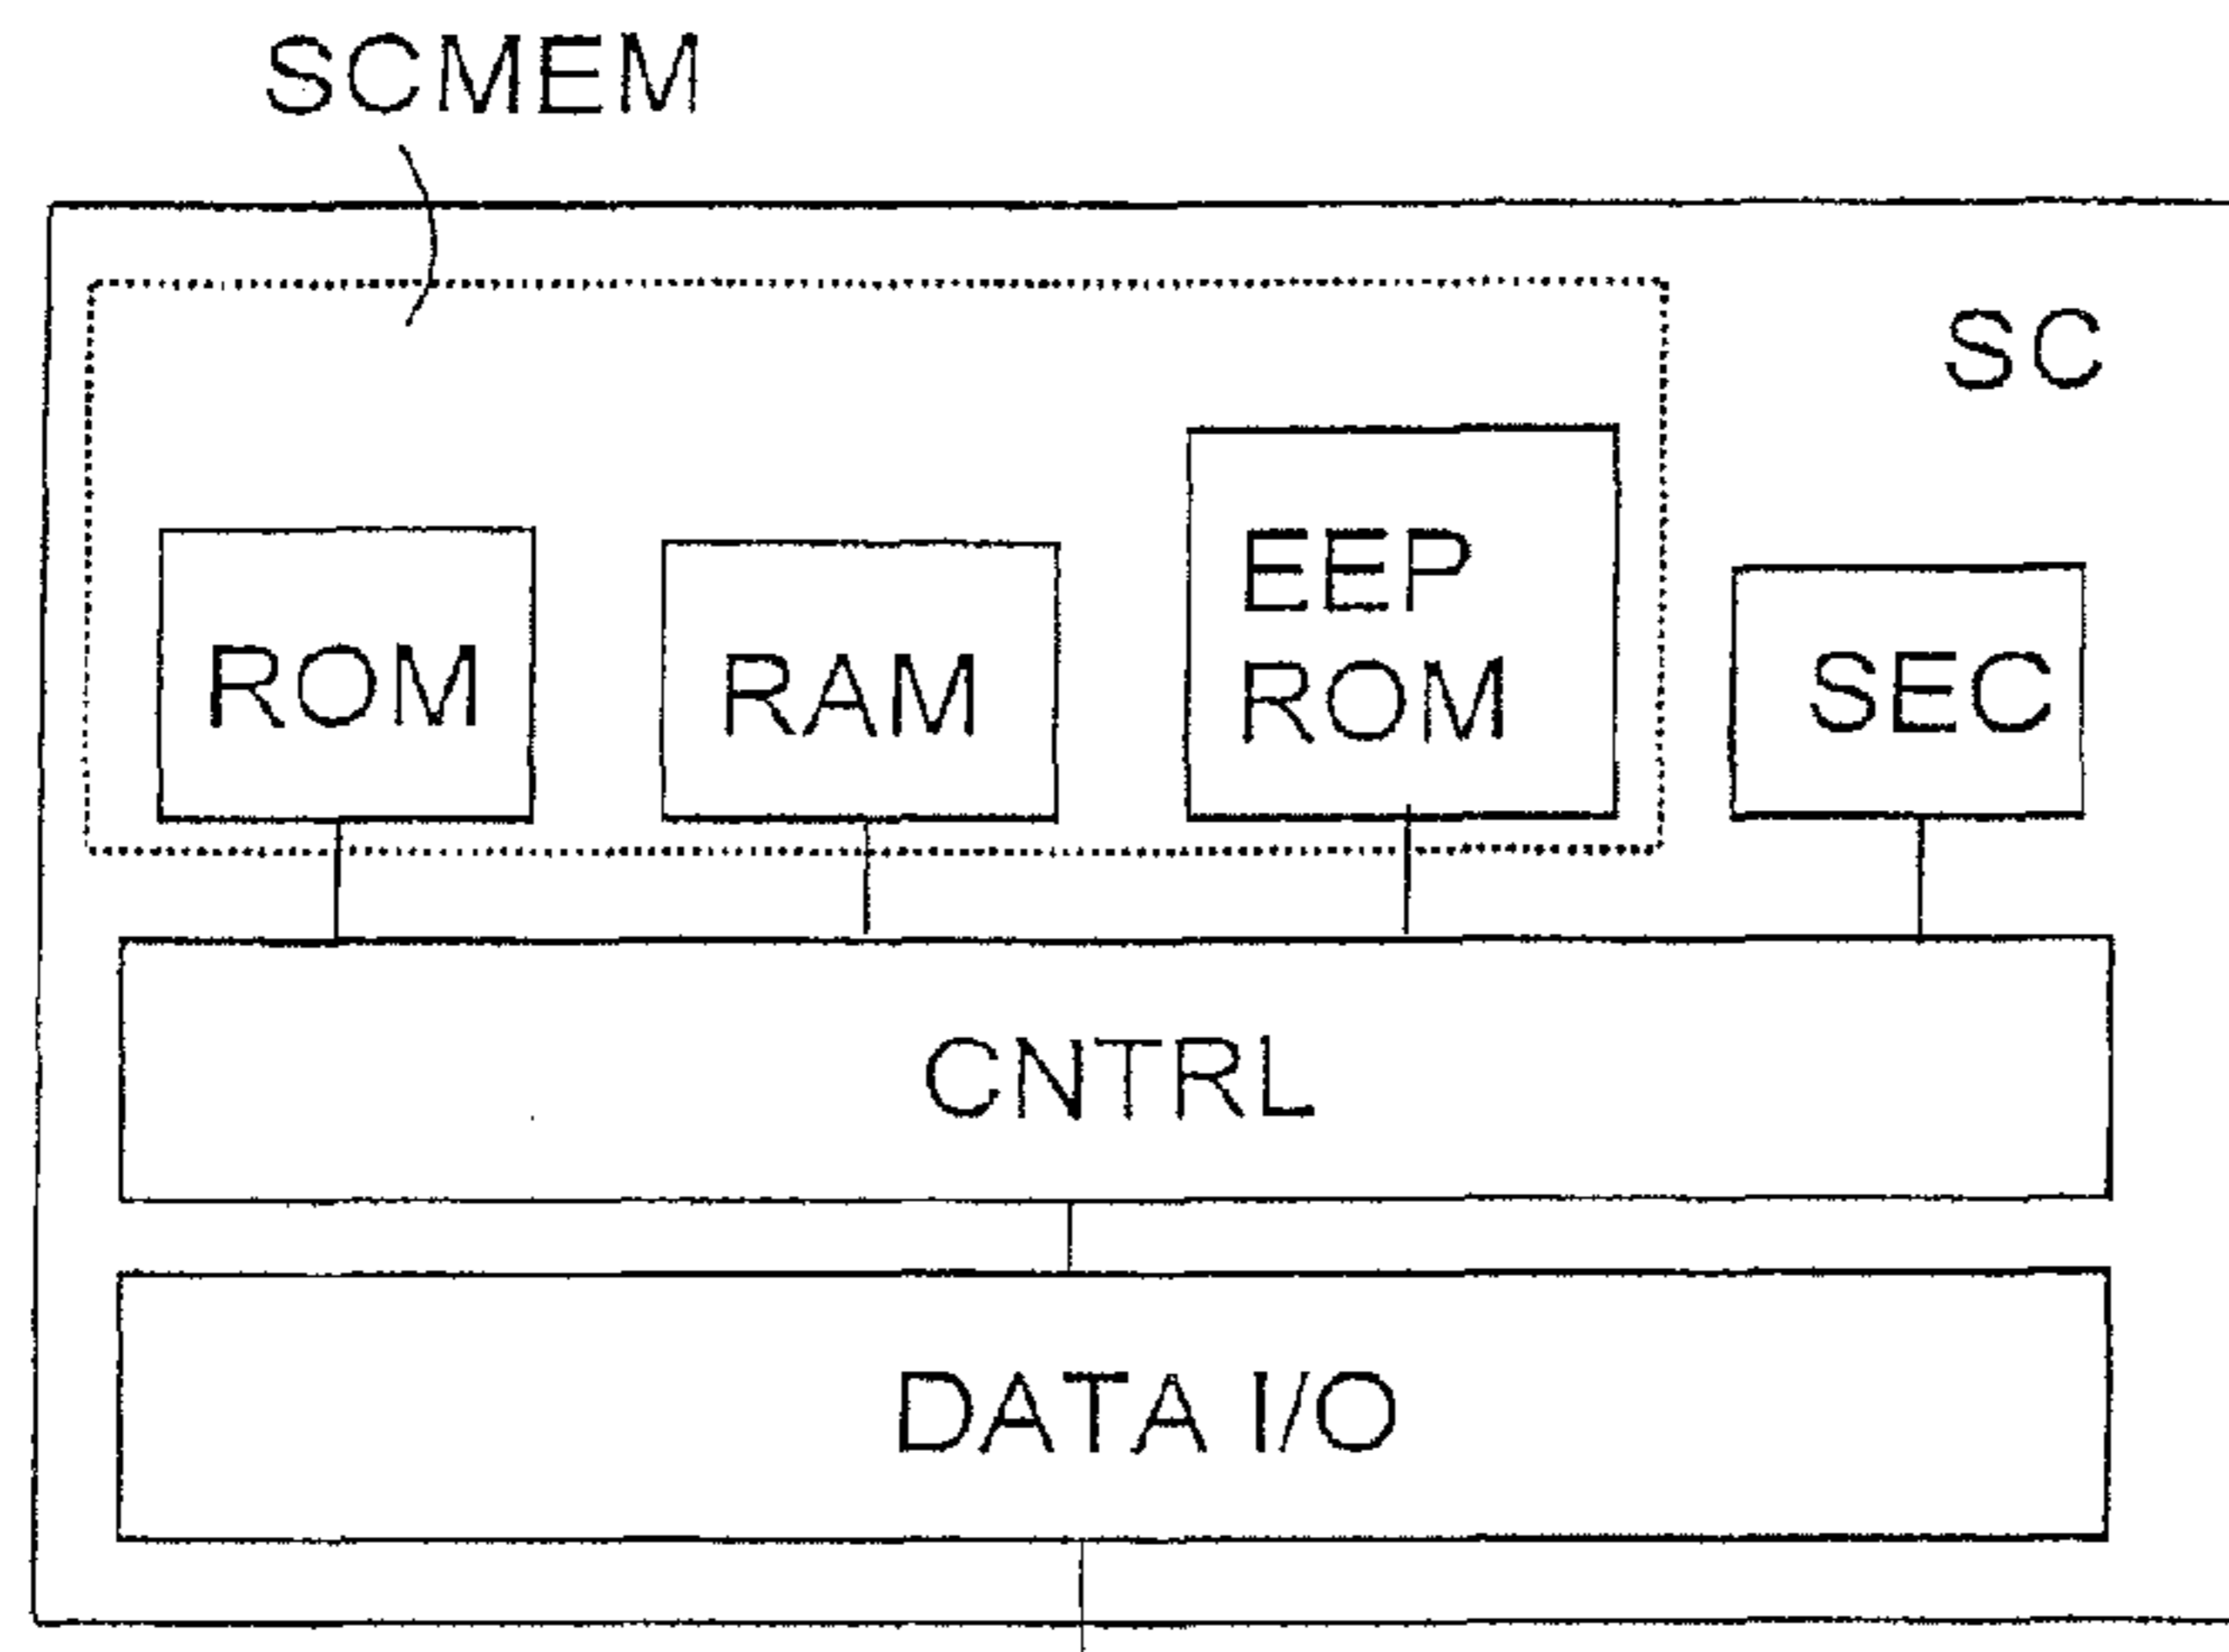 SCMEM
SC
ROM
RAM
EEP
ROM
SEC
CNTRL
DATA I/O